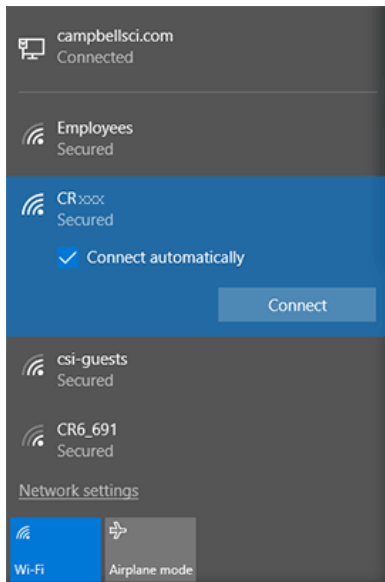 campbellsci.com
Connected
Employees
Secured
CRxxx
Secured
Connect automatically
Connect
csi-guests
Secured
CR6_691
Secured
Network settings
Wi-Fi
Airplane mode